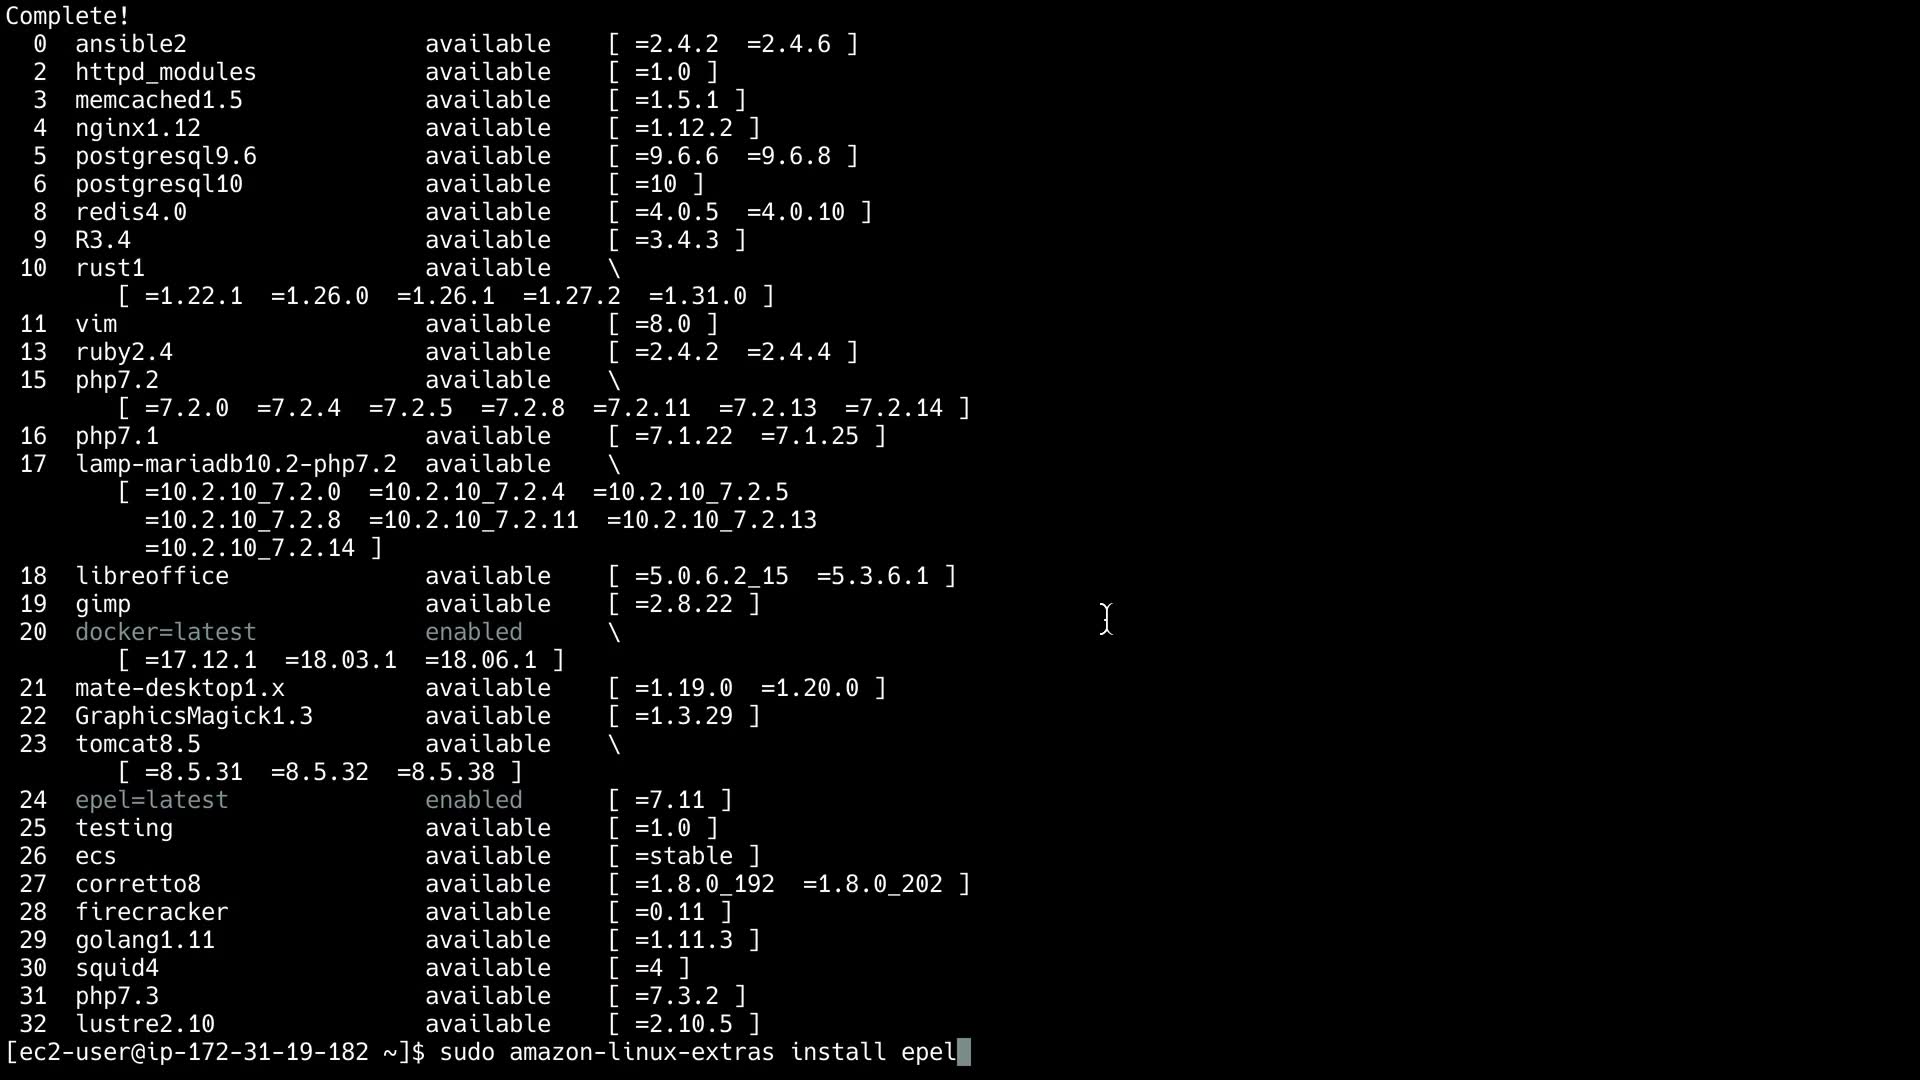 Complete!
0 ansible2 available [ =2.4.2 =2.4.6 ]
2 httpd_modules available [ =1.0 ]
3 memcached1.5 available [ =1.5.1 ]
4 nginx1.12 available [ =1.12.2 ]
5 postgresql9.6 available [ =9.6.6 =9.6.8 ]
6 postgresql10 available [ =10 ]
8 redis4.0 available [ =4.0.5 =4.0.10 ]
9 R3.4 available [ =3.4.3 ]
10 rust1 available \
[ =1.22.1 =1.26.0 =1.26.1 =1.27.2 =1.31.0 ]
11 vim available [ =8.0 ]
13 ruby2.4 available [ =2.4.2 =2.4.4 ]
15 php7.2 available \
[ =7.2.0 =7.2.4 =7.2.5 =7.2.8 =7.2.11 =7.2.13 =7.2.14 ]
16 php7.1 available [ =7.1.22 =7.1.25 ]
17 lamp-mariadb10.2-php7.2 available \
[ =10.2.10_7.2.0 =10.2.10_7.2.4 =10.2.10_7.2.5
=10.2.10_7.2.8 =10.2.10_7.2.11 =10.2.10_7.2.13
=10.2.10_7.2.14 ]
18 libreoffice available [ =5.0.6.2_15 =5.3.6.1 ]
19 gimp available [ =2.8.22 ]
20 docker=latest enabled \
[ =17.12.1 =18.03.1 =18.06.1 ]
21 mate-desktop1.x available [ =1.19.0 =1.20.0 ]
22 GraphicsMagick1.3 available [ =1.3.29 ]
23 tomcat8.5 available \
[ =8.5.31 =8.5.32 =8.5.38 ]
24 epel=latest enabled [ =7.11 ]
25 testing available [ =1.0 ]
26 ecs available [ =stable ]
27 corretto8 available [ =1.8.0_192 =1.8.0_202 ]
28 firecracker available [ =0.11 ]
29 golang1.11 available [ =1.11.3 ]
30 squid4 available [ =4 ]
31 php7.3 available [ =7.3.2 ]
32 lustre2.10 available [ =2.10.5 ]
[ec2-user@ip-172-31-19-182 ~]$ sudo amazon-linux-extras install epel